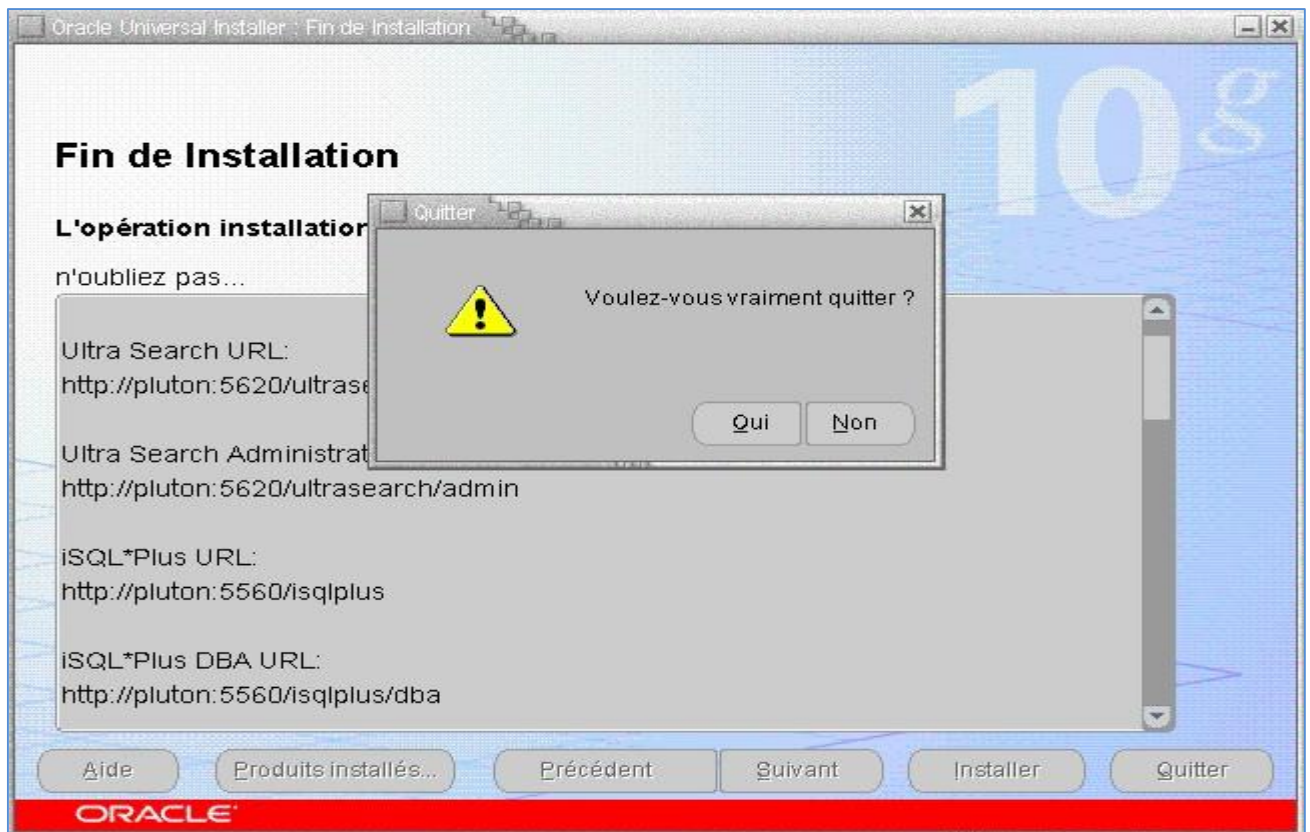 Oracle Universal Installer : Fin de Installation
10g
Fin de Installation
L'opération installation
n'oubliez pas...
Ultra Search URL:
http://pluton:5620/ultrase
Ultra Search Administrat
http://pluton:5620/ultrasearch/admin
iSQL*Plus URL:
http://pluton:5560/isqlplus
iSQL*Plus DBA URL:
http://pluton:5560/isqlplus/dba
Quitter
Voulez-vous vraiment quitter ?
Oui
Non
Aide
Produits installés...
Précédent
Suivant
Installer
Quitter
ORACLE